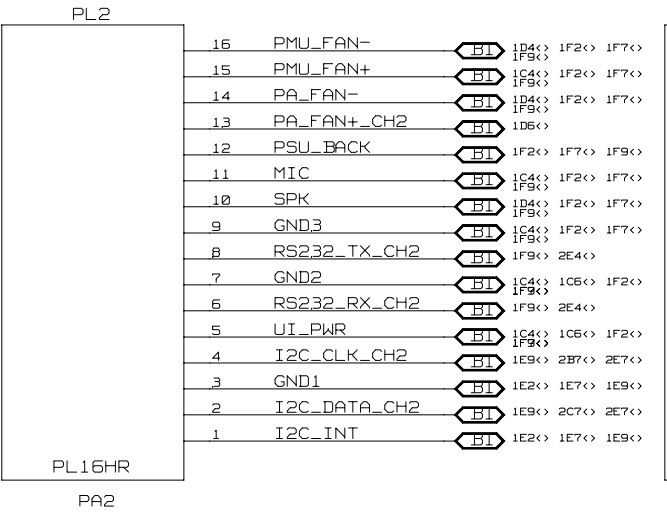 PL2
16 PMU_FAN- BI 1D4<> 1F2<> 1F7<>
1F9<>
15 PMU_FAN+ BI 1C4<> 1F2<> 1F7<>
1F9<>
14 PA_FAN- BI 1D4<> 1F2<> 1F7<>
1F9<>
13 PA_FAN+_CH2 BI 1D6<>
12 PSU_BACK BI 1F2<> 1F7<> 1F9<>
11 MIC BI 1C4<> 1F2<> 1F7<>
1F9<>
10 SPK BI 1D4<> 1F2<> 1F7<>
1F9<>
9 GND3 BI 1C4<> 1F2<> 1F7<>
1F9<>
8 RS232_TX_CH2 BI 1F9<> 2E4<>
7 GND2 BI 1C4<> 1C6<> 1F2<>
6 RS232_RX_CH2 BI 1F9<> 2E4<>
5 UI_PWR BI 1C4<> 1C6<> 1F2<>
4 I2C_CLK_CH2 BI 1E9<> 2B7<> 2E7<>
3 GND1 BI 1E2<> 1E7<> 1E9<>
2 I2C_DATA_CH2 BI 1E9<> 2C7<> 2E7<>
1 I2C_INT BI 1E2<> 1E7<> 1E9<>
PL16HR
PA2